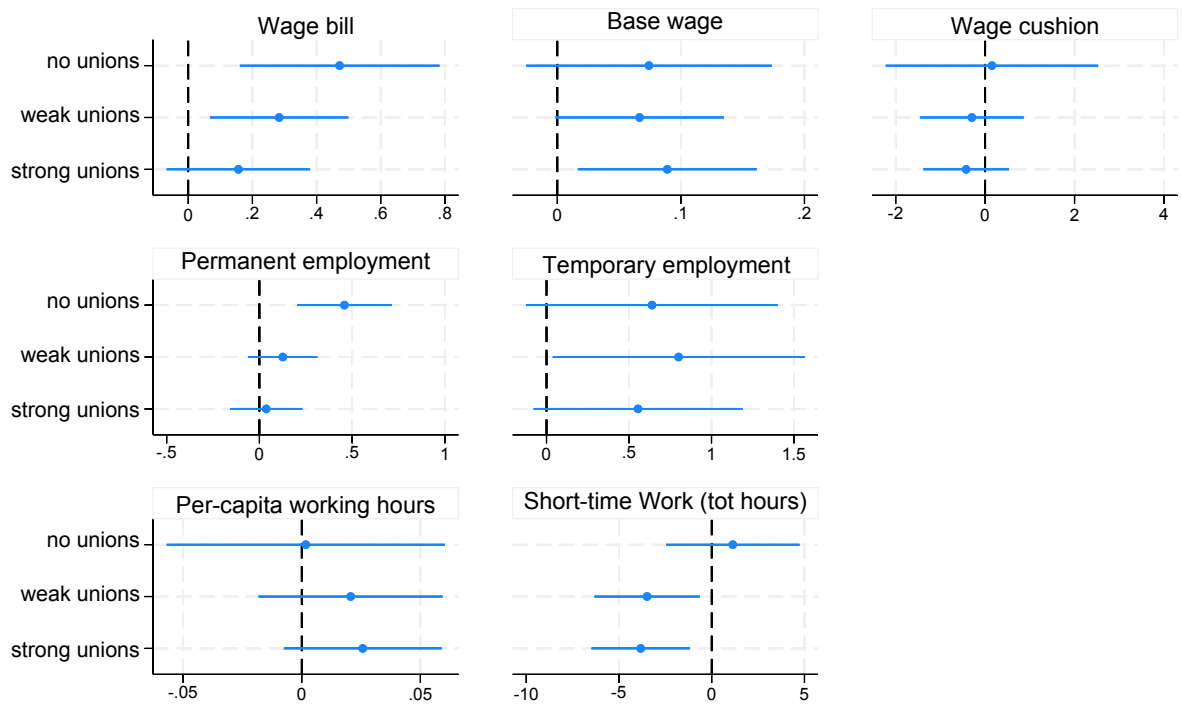 Wage bill
Base wage
Wage cushion
no unions
weak unions
strong unions
0 .2 .4 .6 .8
0 .1 .2
-2 0 2 4
Permanent employment
Temporary employment
no unions
weak unions
strong unions
-.5 0 .5 1
0 .5 1 1.5
Per-capita working hours
Short-time Work (tot hours)
no unions
weak unions
strong unions
-.05 0 .05
-10 -5 0 5